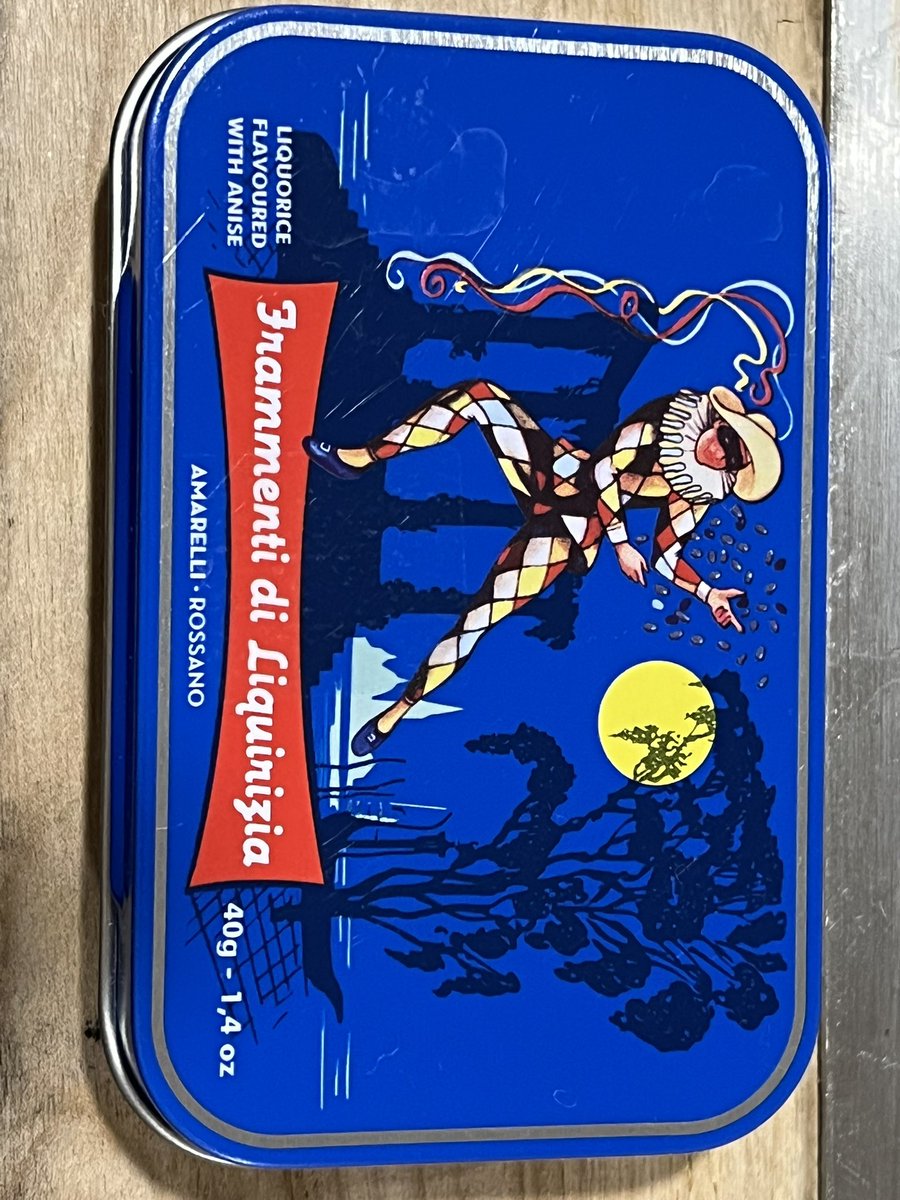 LIQUORICE
FLAVOURED
WITH ANISE
Frammenti di Liquirizia
40g - 1,4 oz
AMARELLI · ROSSANO